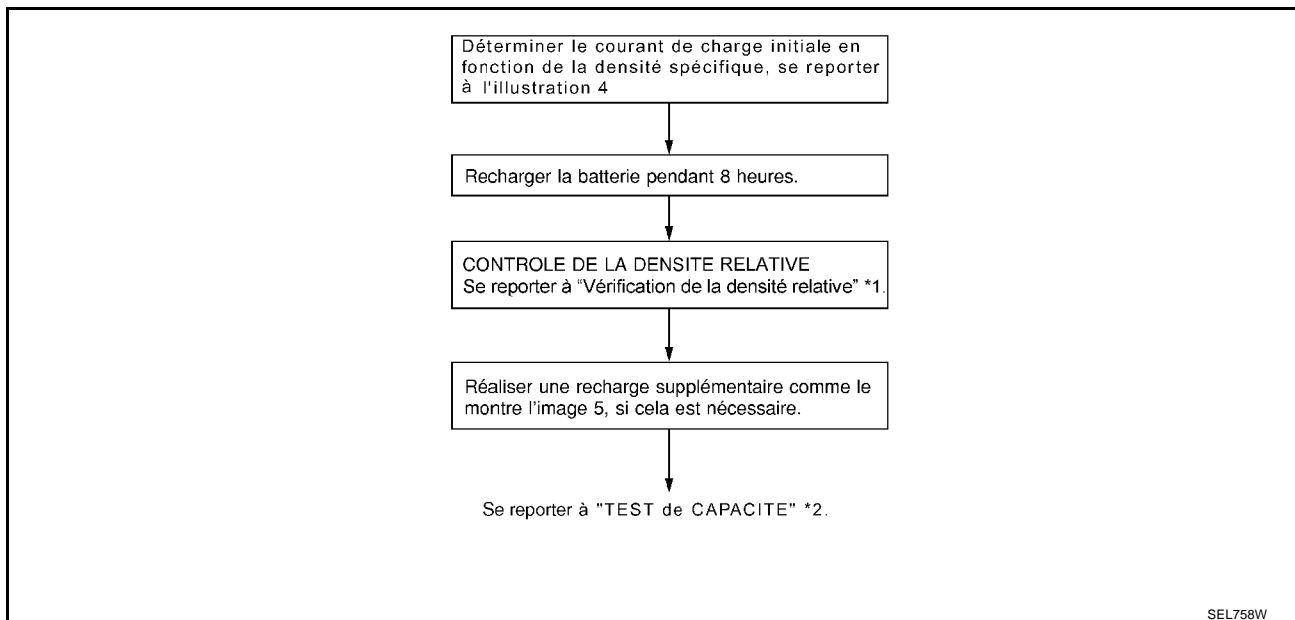 Déterminer le courant de charge initiale en
fonction de la densité spécifique, se reporter
à l'illustration 4
Recharger la batterie pendant 8 heures.
CONTROLE DE LA DENSITE RELATIVE
Se reporter à “Vérification de la densité relative” *1.
Réaliser une recharge supplémentaire comme le
montre l’image 5, si cela est nécessaire.
Se reporter à "TEST de CAPACITE" *2.
SEL758W